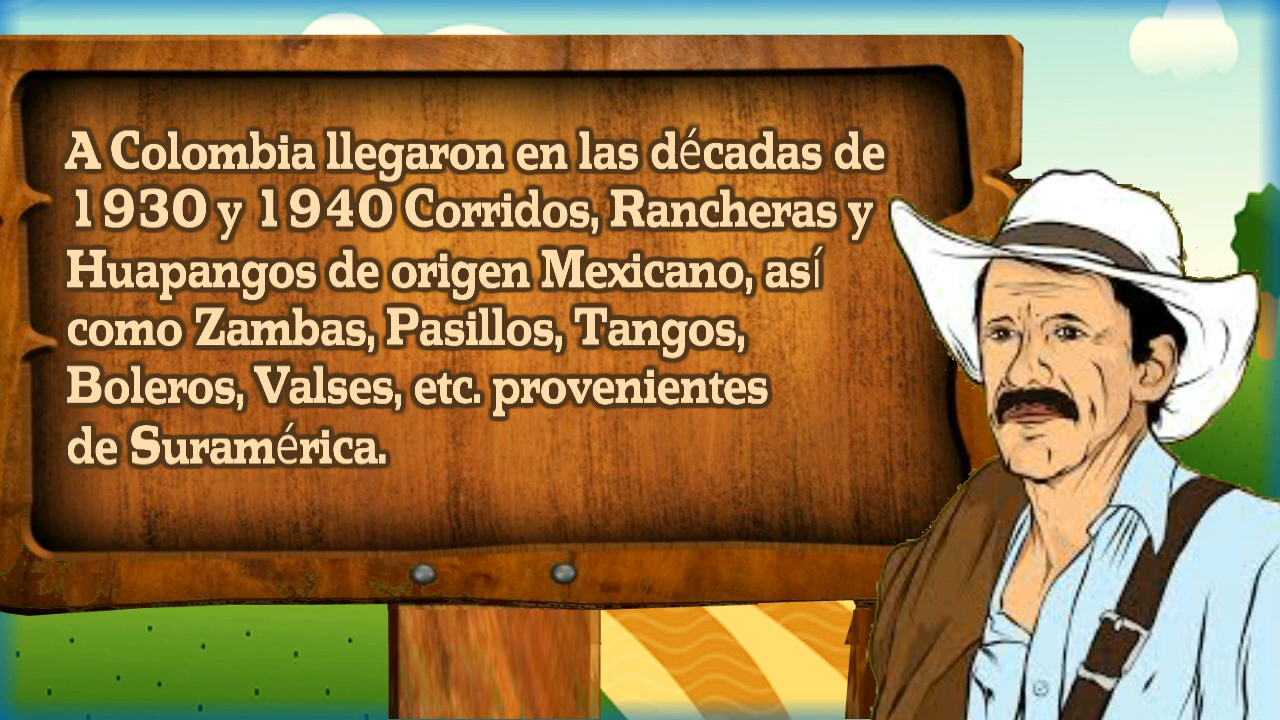 A Colombia llegaron en las décadas de
1930 y 1940 Corridos, Rancheras y
Huapangos de origen Mexicano, así
como Zambas, Pasillos, Tangos,
Boleros, Valses, etc. provenientes
de Suramérica.